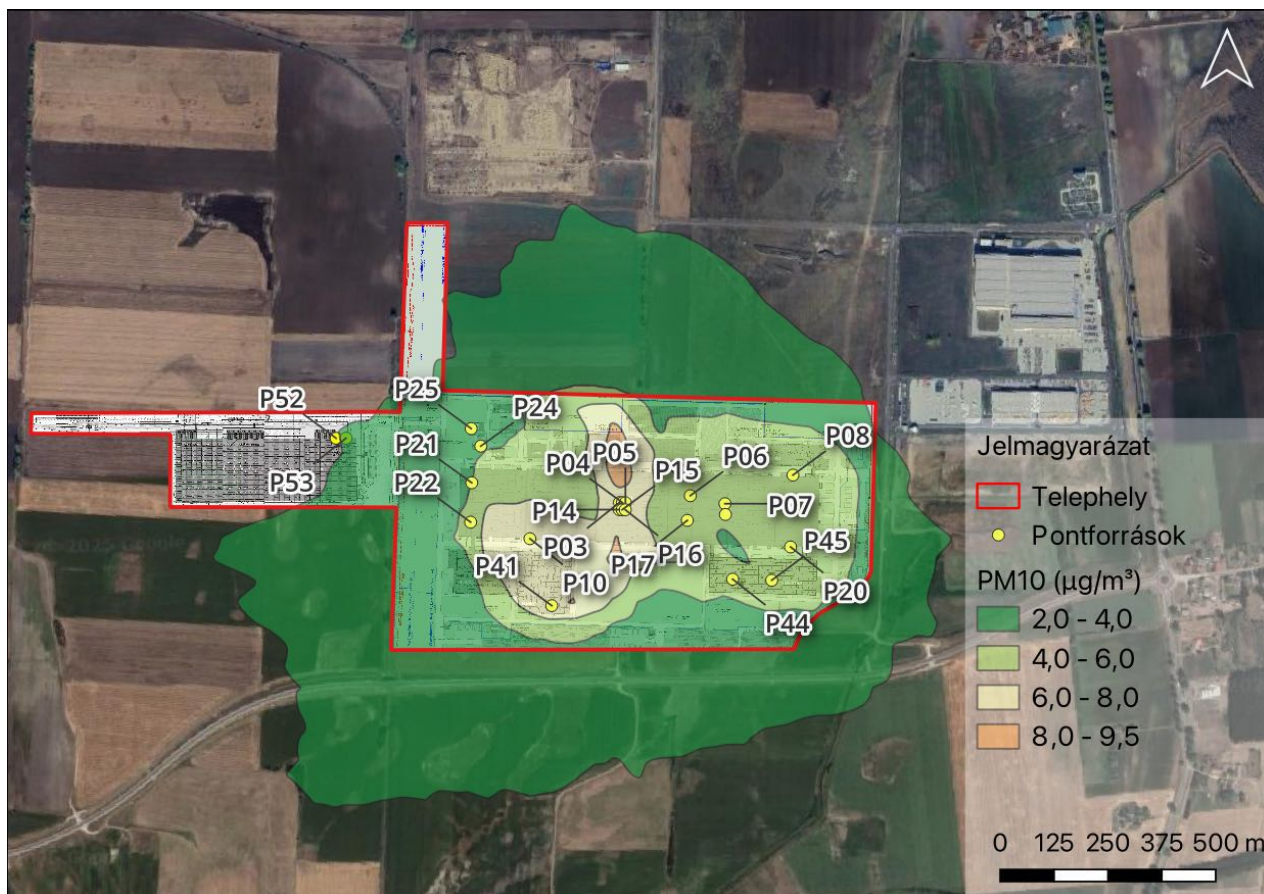 P52
P25
P24
P08
P21
P04
P05
P15
P06
P53
P22
P14
P07
P03
P17
P16
P45
P41
P10
P20
P44
Jelmagyarázat
Telephely
Pontforrások
PM10 (µg/m³)
2,0 - 4,0
4,0 - 6,0
6,0 - 8,0
8,0 - 9,5
0 125 250 375 500 m